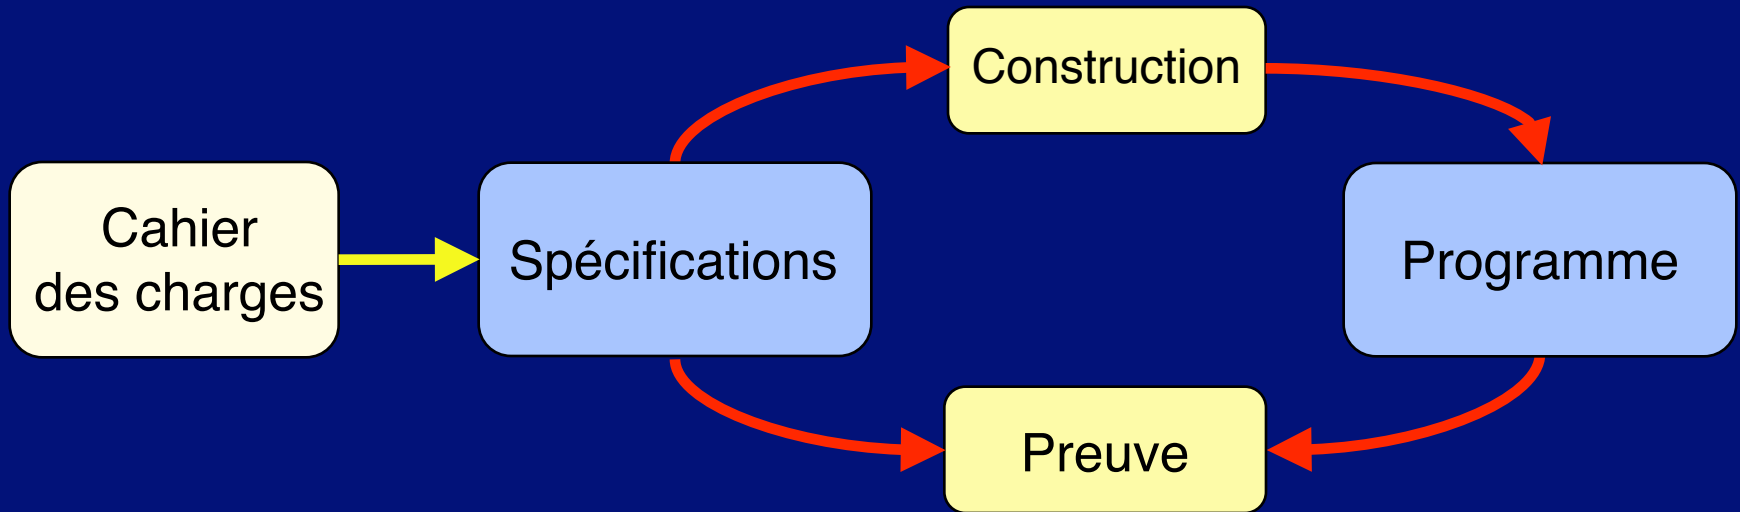 Construction
Cahier
des charges
Spécifications
Programme
Preuve